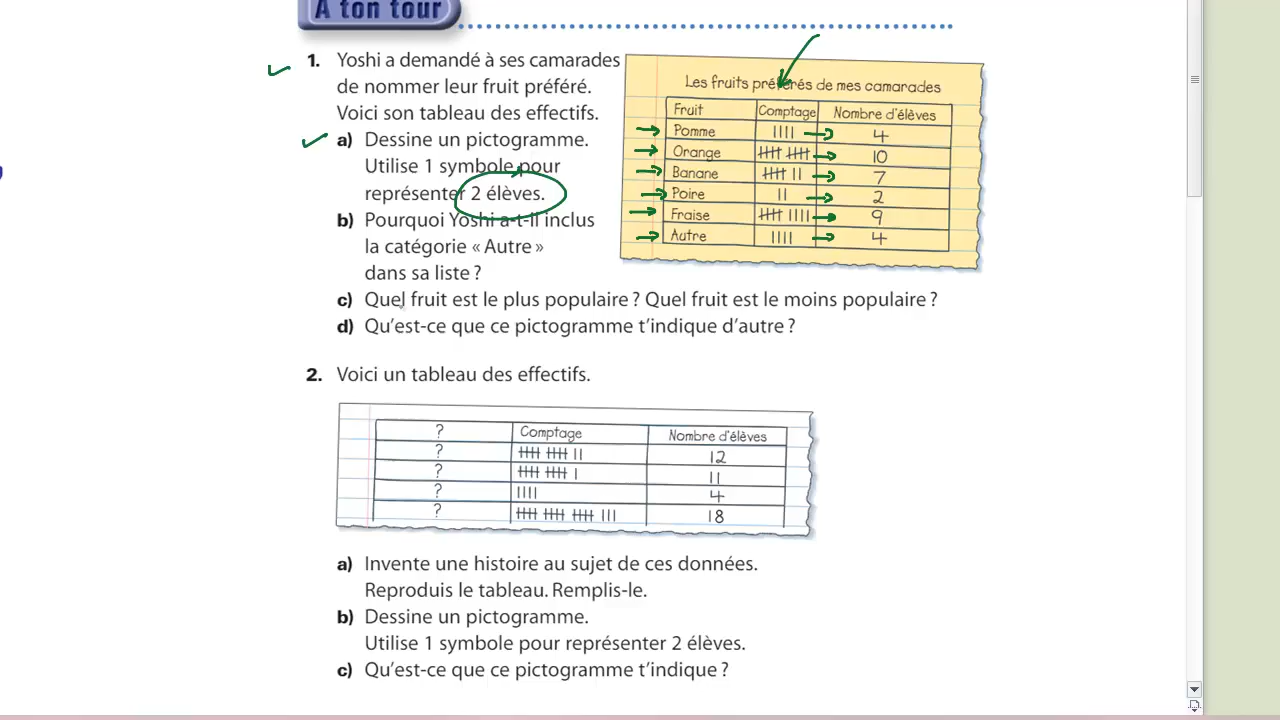 À ton tour
1. Yoshi a demandé à ses camarades
de nommer leur fruit préféré.
Voici son tableau des effectifs.
a) Dessine un pictogramme.
Utilise 1 symbole pour
représenter 2 élèves.
b) Pourquoi Yoshi a-t-il inclus
la catégorie « Autre »
dans sa liste ?
c) Quel fruit est le plus populaire ? Quel fruit est le moins populaire ?
d) Qu'est-ce que ce pictogramme t'indique d'autre ?
Les fruits préférés de mes camarades
Fruit Comptage Nombre d'élèves
Pomme 4
Orange 10
Banane 7
Poire 2
Fraise 9
Autre 4
2. Voici un tableau des effectifs.
? Comptage Nombre d'élèves
? 12
? 11
? 4
? 18
a) Invente une histoire au sujet de ces données.
Reproduis le tableau. Remplis-le.
b) Dessine un pictogramme.
Utilise 1 symbole pour représenter 2 élèves.
c) Qu'est-ce que ce pictogramme t'indique ?